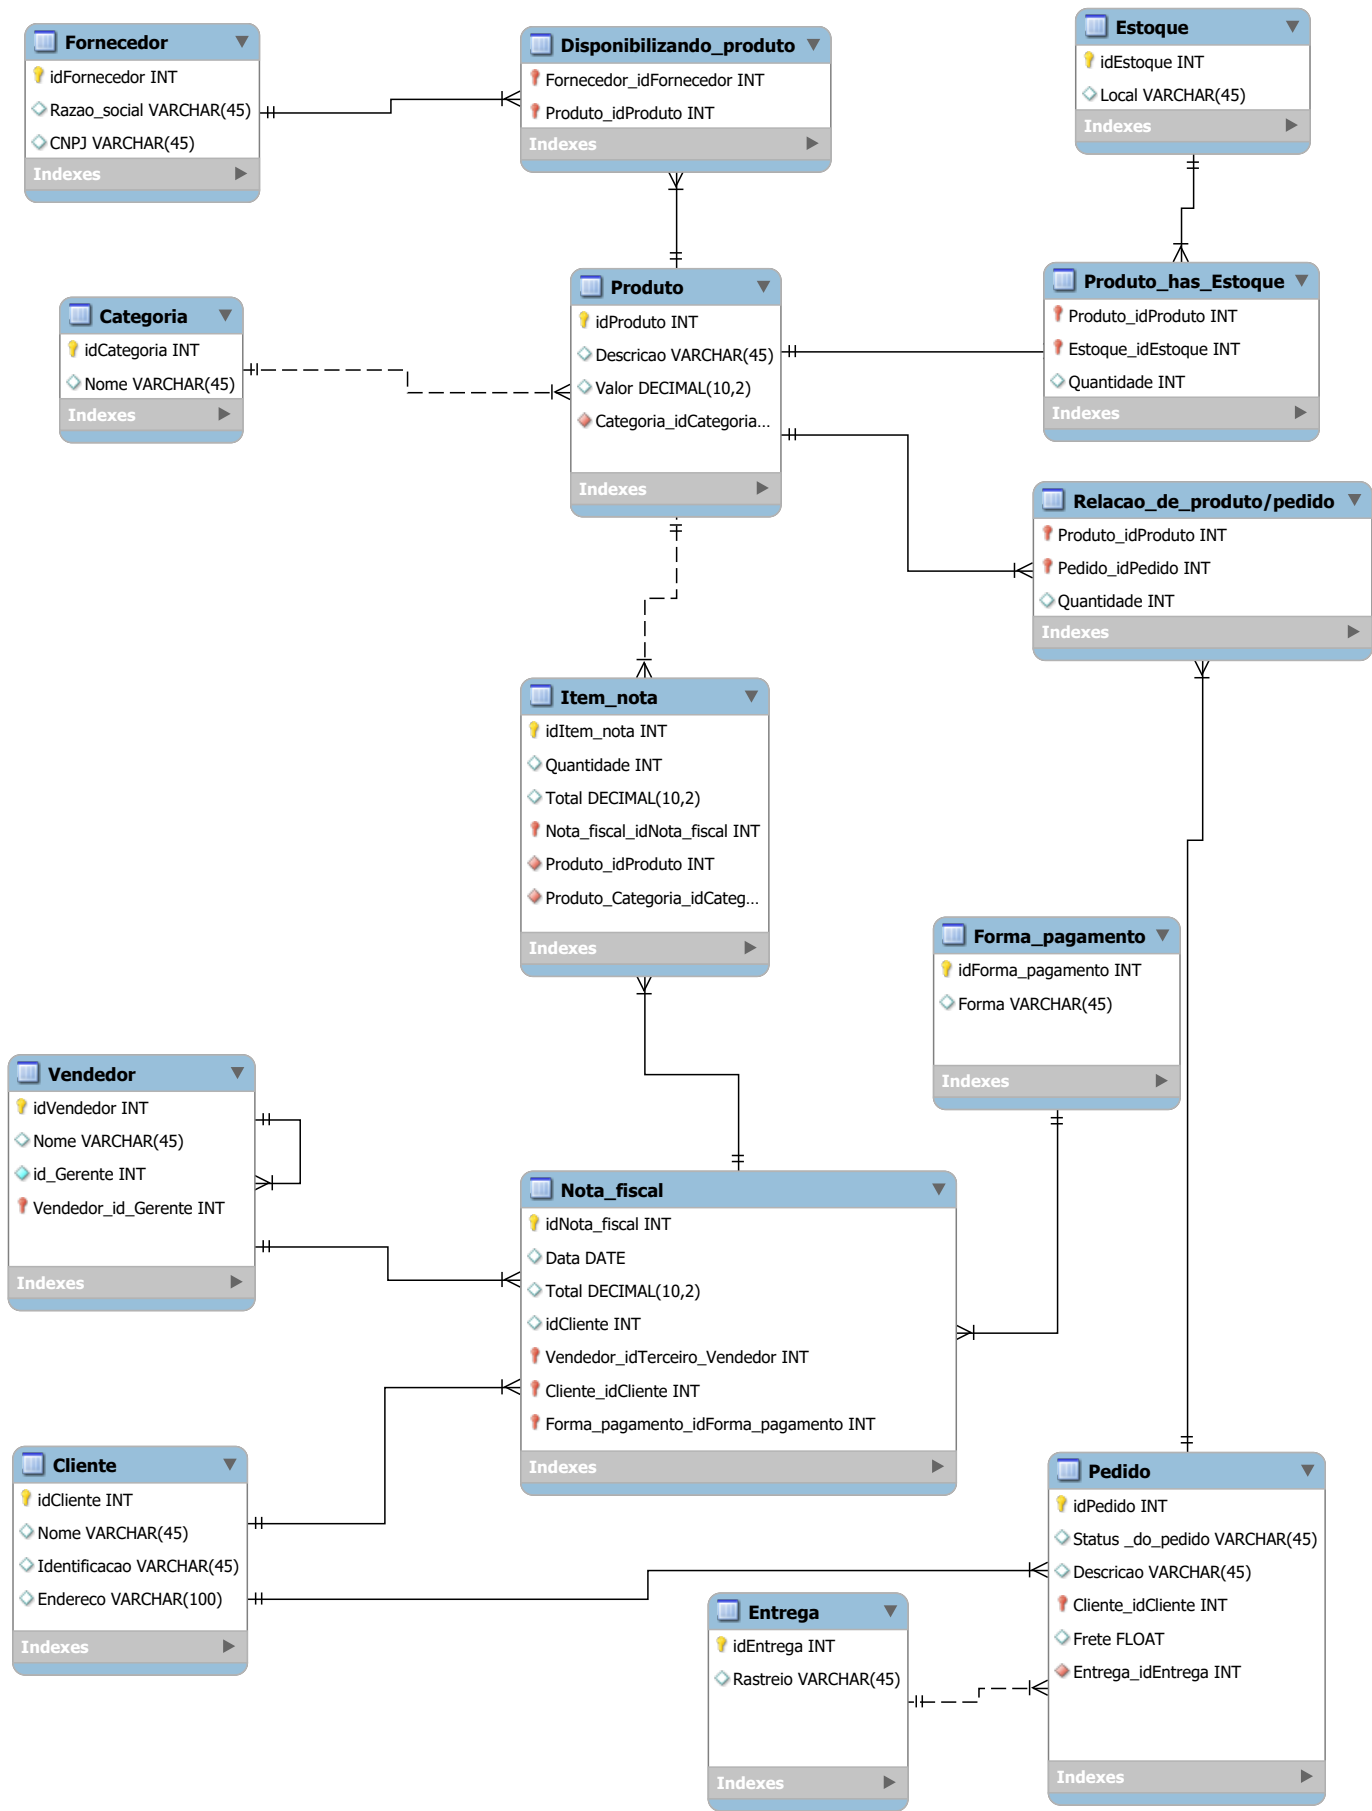 Fornecedor
idFornecedor INT
Razao_social VARCHAR(45)
CNPJ VARCHAR(45)
Indexes
Disponibilizando_produto
Fornecedor_idFornecedor INT
Produto_idProduto INT
Indexes
Estoque
idEstoque INT
Local VARCHAR(45)
Indexes
Categoria
idCategoria INT
Nome VARCHAR(45)
Indexes
Produto
idProduto INT
Descricao VARCHAR(45)
Valor DECIMAL(10,2)
Categoria_idCategoria...
Indexes
Produto_has_Estoque
Produto_idProduto INT
Estoque_idEstoque INT
Quantidade INT
Indexes
Relacao_de_produto/pedido
Produto_idProduto INT
Pedido_idPedido INT
Quantidade INT
Indexes
Item_nota
idItem_nota INT
Quantidade INT
Total DECIMAL(10,2)
Nota_fiscal_idNota_fiscal INT
Produto_idProduto INT
Produto_Categoria_idCateg...
Indexes
Forma_pagamento
idForma_pagamento INT
Forma VARCHAR(45)
Indexes
Vendedor
idVendedor INT
Nome VARCHAR(45)
id_Gerente INT
Vendedor_id_Gerente INT
Indexes
Nota_fiscal
idNota_fiscal INT
Data DATE
Total DECIMAL(10,2)
idCliente INT
Vendedor_idTerceiro_Vendedor INT
Cliente_idCliente INT
Forma_pagamento_idForma_pagamento INT
Indexes
Cliente
idCliente INT
Nome VARCHAR(45)
Identificacao VARCHAR(45)
Endereco VARCHAR(100)
Indexes
Pedido
idPedido INT
Status _do_pedido VARCHAR(45)
Descricao VARCHAR(45)
Cliente_idCliente INT
Frete FLOAT
Entrega_idEntrega INT
Indexes
Entrega
idEntrega INT
Rastreio VARCHAR(45)
Indexes